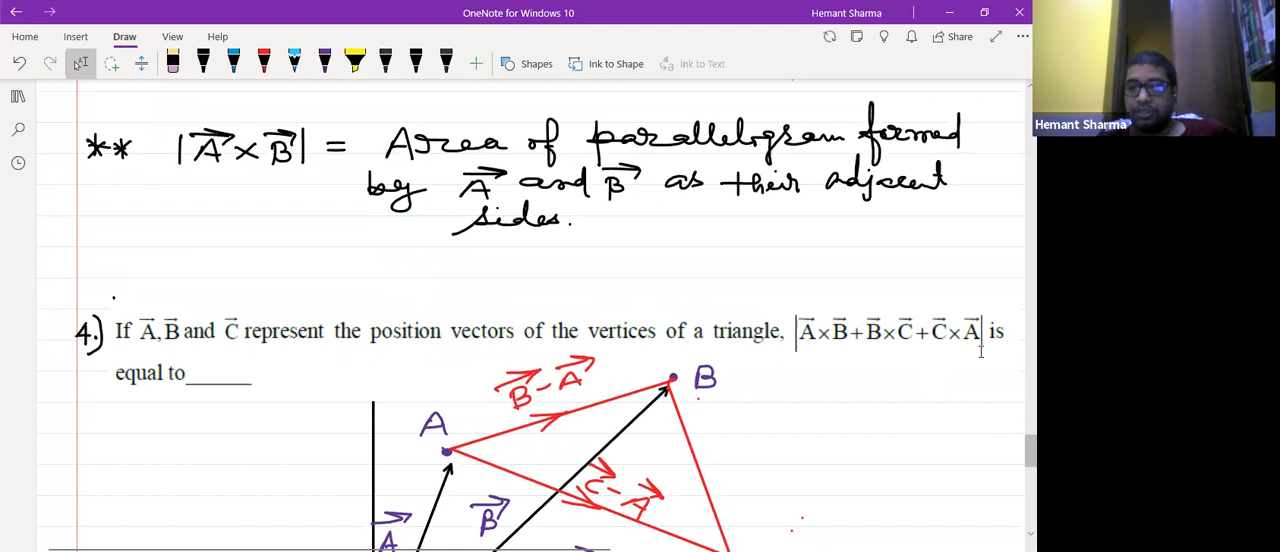 OneNote for Windows 10
Hemant Sharma
Home Insert Draw View Help
Share
Shapes Ink to Shape Ink to Text
Hemant Sharma
** |A⃗ × B⃗| = Area of parallelogram formed
by A⃗ and B⃗ as their adjacent
sides.
4.) If A⃗, B⃗ and C⃗ represent the position vectors of the vertices of a triangle, |A⃗×B⃗+B⃗×C⃗+C⃗×A⃗| is
equal to______
B⃗ - A⃗
B
A
C⃗ - A⃗
B⃗
A⃗